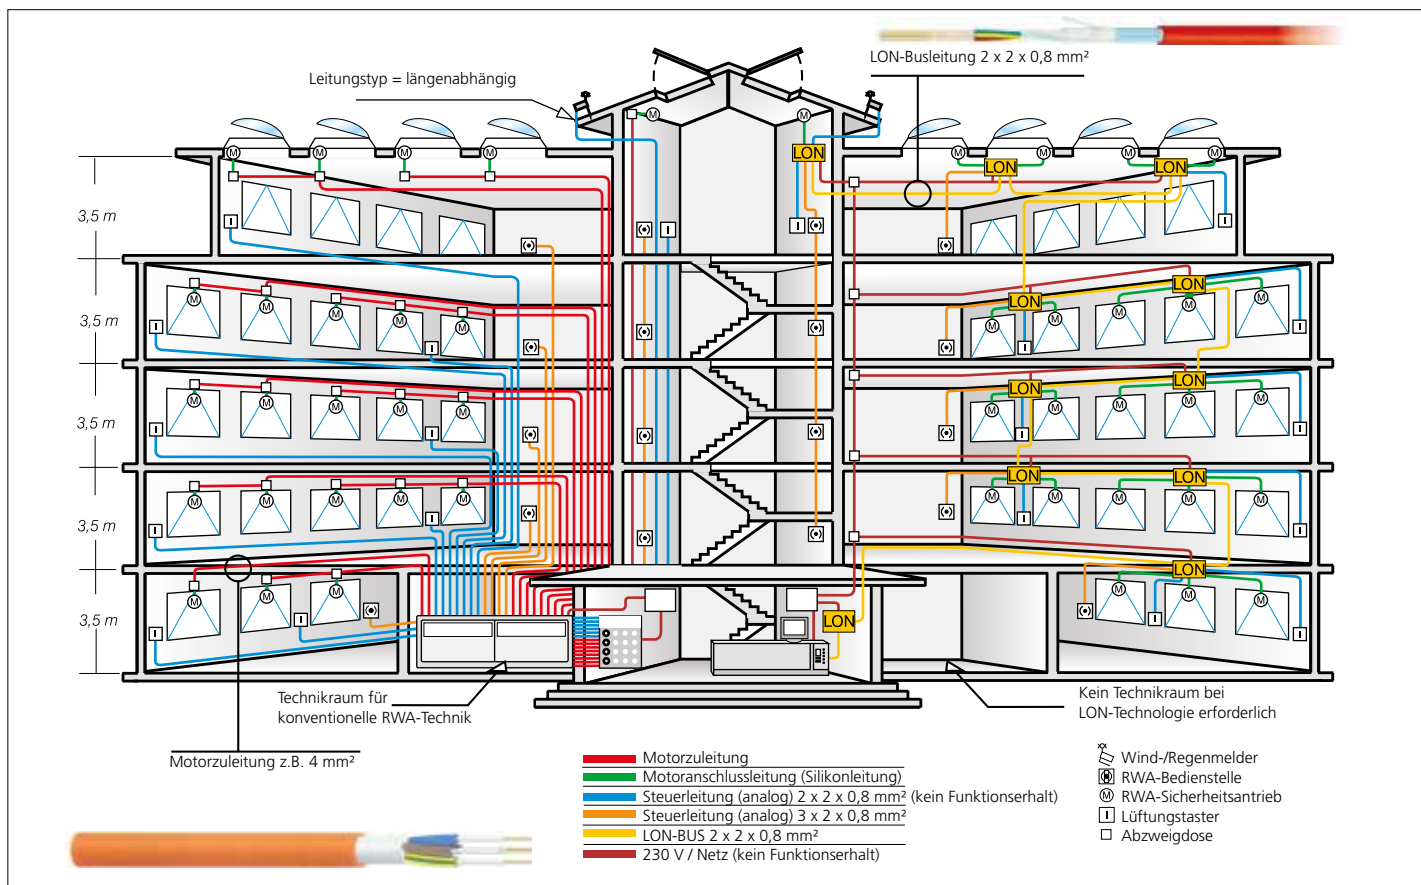 LON-Busleitung 2 x 2 x 0,8 mm²
Leitungstyp = längenabhängig
M
M
M
M
M
M
M
M
M
M
LON
LON
LON
3,5 m
3,5 m
3,5 m
3,5 m
3,5 m
LON
LON
M
M
M
M
M
M
M
M
M
M
LON
LON
M
M
M
M
M
M
M
M
M
M
LON
LON
M
M
M
M
M
M
M
M
M
M
LON
M
M
M
M
M
M
LON
Technikraum für
konventionelle RWA-Technik
Kein Technikraum bei
LON-Technologie erforderlich
Motorzuleitung z.B. 4 mm²
Motorzuleitung
Motoranschlussleitung (Silikonleitung)
Steuerleitung (analog) 2 x 2 x 0,8 mm² (kein Funktionserhalt)
Steuerleitung (analog) 3 x 2 x 0,8 mm²
LON-BUS 2 x 2 x 0,8 mm²
230 V / Netz (kein Funktionserhalt)
Wind-/Regenmelder
RWA-Bedienstelle
M RWA-Sicherheitsantrieb
I Lüftungstaster
Abzweigdose